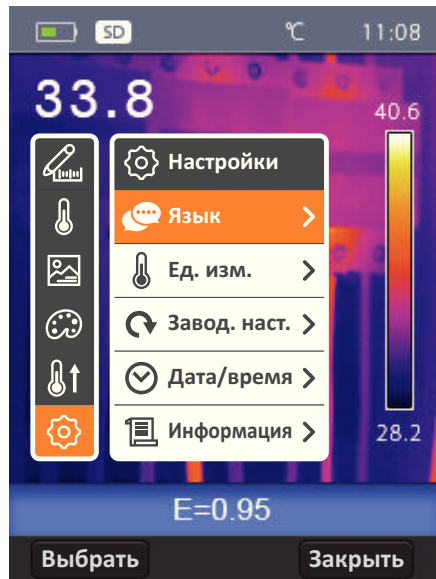 SD ℃ 11:08
33.8
40.6
Настройки
Язык
Ед. изм.
Завод. наст.
Дата/время
Информация
28.2
E=0.95
Выбрать Закрыть